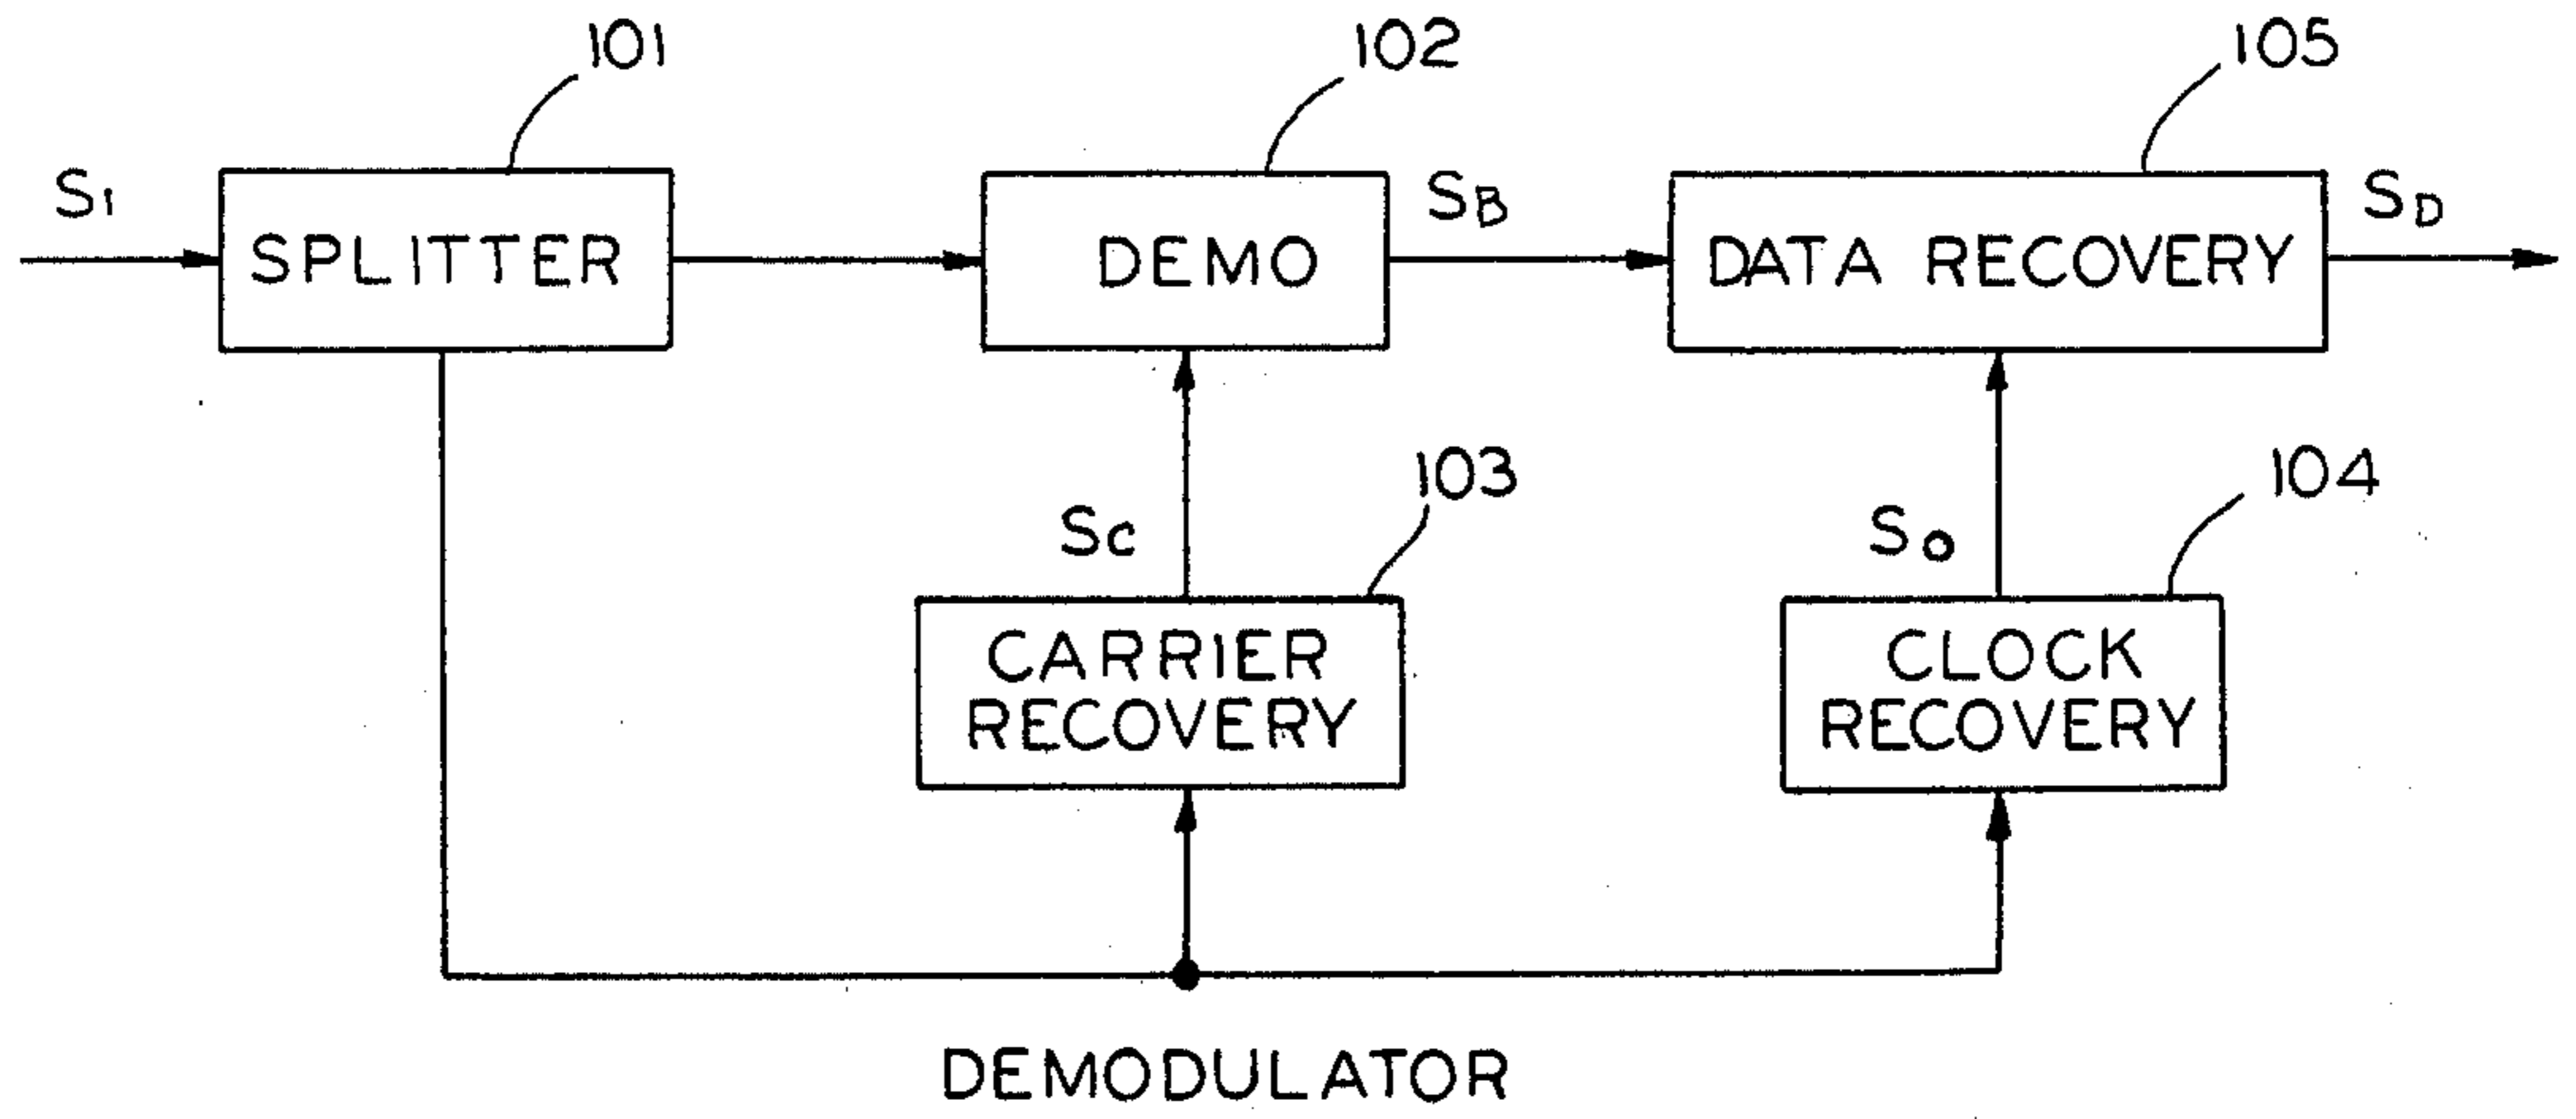 101
102
105
S1
SPLITTER
DEMO
SB
DATA RECOVERY
SD
103
104
SC
SO
CARRIER
RECOVERY
CLOCK
RECOVERY
DEMODULATOR